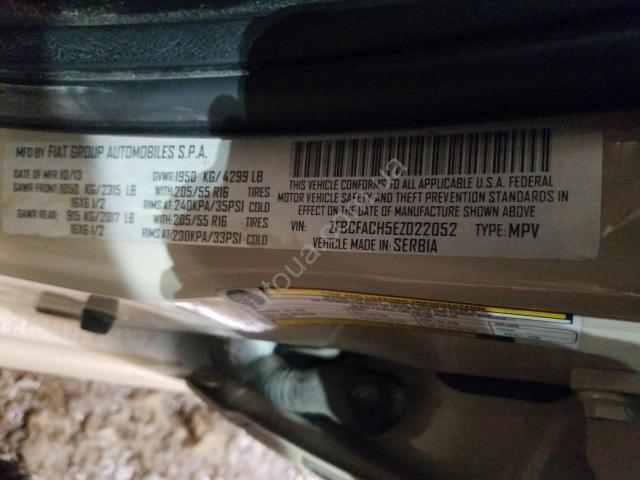 MFD BY FIAT GROUP AUTOMOBILES S.P.A.
DATE OF MFR:10/13 GVWR:1950 KG/4299 LB
GAWR FRONT:1050 KG/2315 LB WITH:205/55 R16 TIRES
16X6 1/2 RIMS AT 240KPA/35PSI COLD
GAWR REAR: 915 KG/2017 LB WITH:205/55 R16 TIRES
16X6 1/2 RIMS AT 230KPA/33PSI COLD
THIS VEHICLE CONFORMS TO ALL APPLICABLE U.S.A. FEDERAL
MOTOR VEHICLE SAFETY AND THEFT PREVENTION STANDARDS IN
EFFECT ON THE DATE OF MANUFACTURE.
VIN: ZFBCFACH5EZ022052 TYPE: MPV
VEHICLE MADE IN SERBIA
TIRE AND LOADING INFORMATION